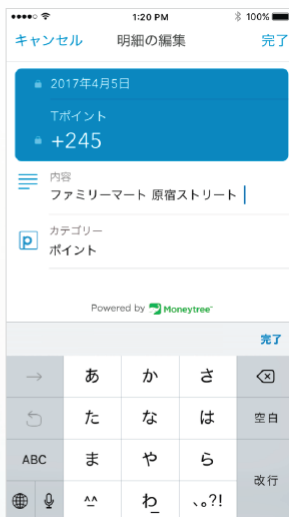 1:20 PM 100%
キャンセル 明細の編集 完了
2017年4月5日
Tポイント
+245
内容
ファミリーマート 原宿ストリート
カテゴリー
p
ポイント
Powered by Moneytree
完了
→ あ か さ
た な は 空白
ABC ま や ら
改行
^^ わ_ 、。?!